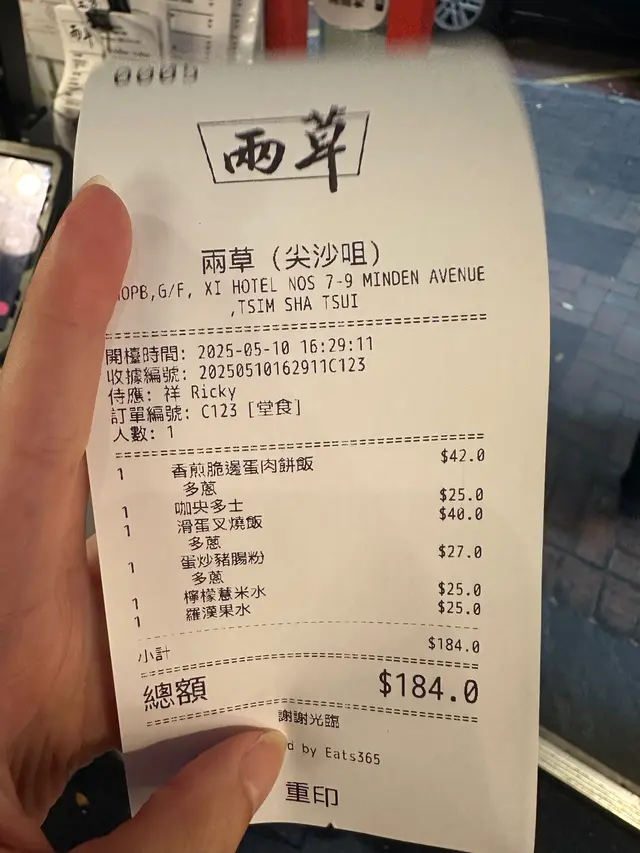 0009
兩草
兩草 (尖沙咀)
HOPB,G/F, XI HOTEL NOS 7-9 MINDEN AVENUE
,TSIM SHA TSUI
開檯時間: 2025-05-10 16:29:11
收據編號: 20250510162911C123
侍應: 祥 Ricky
訂單編號: C123 [堂食]
人數: 1
1 香煎脆邊蛋肉餅飯 $42.0
多蔥
1 咖央多士 $25.0
1 滑蛋叉燒飯 $40.0
多蔥
1 蛋炒豬腸粉 $27.0
多蔥
1 檸檬薏米水 $25.0
1 羅漢果水 $25.0
小計 $184.0
總額 $184.0
謝謝光臨
d by Eats365
重印